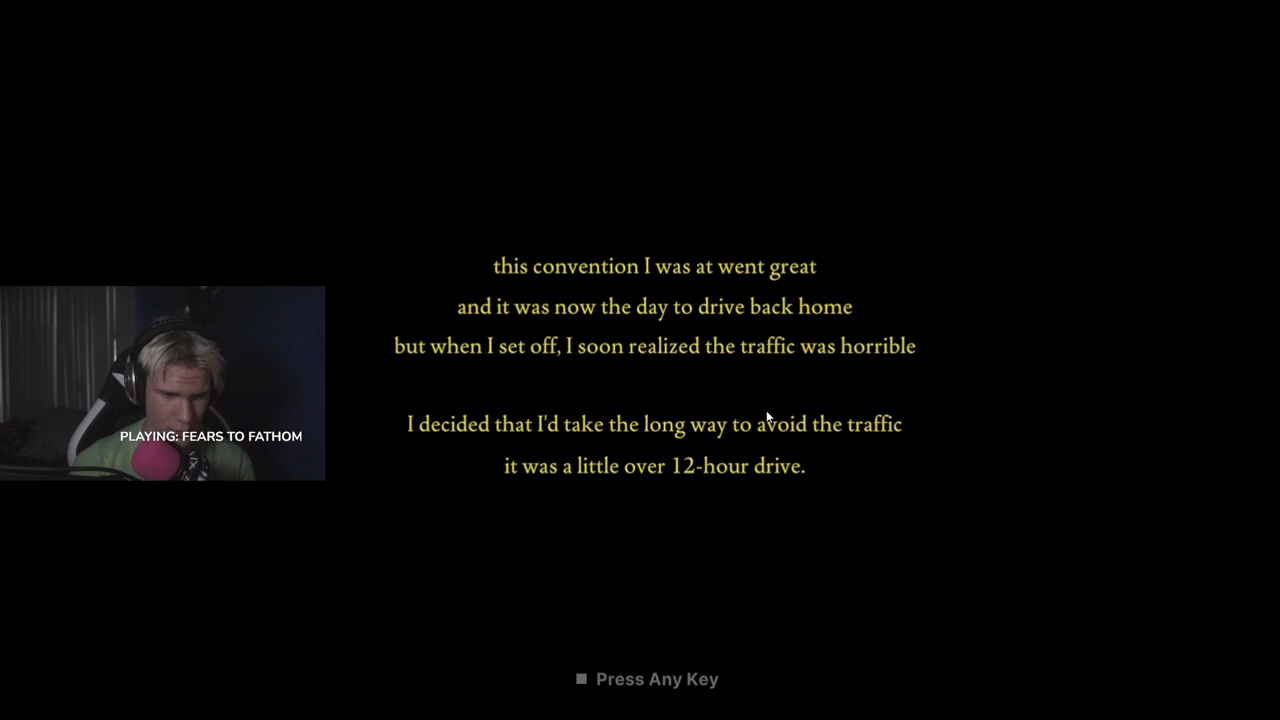 this convention I was at went great
and it was now the day to drive back home
but when I set off, I soon realized the traffic was horrible
I decided that I'd take the long way to avoid the traffic
it was a little over 12-hour drive.
PLAYING: FEARS TO FATHOM
Press Any Key